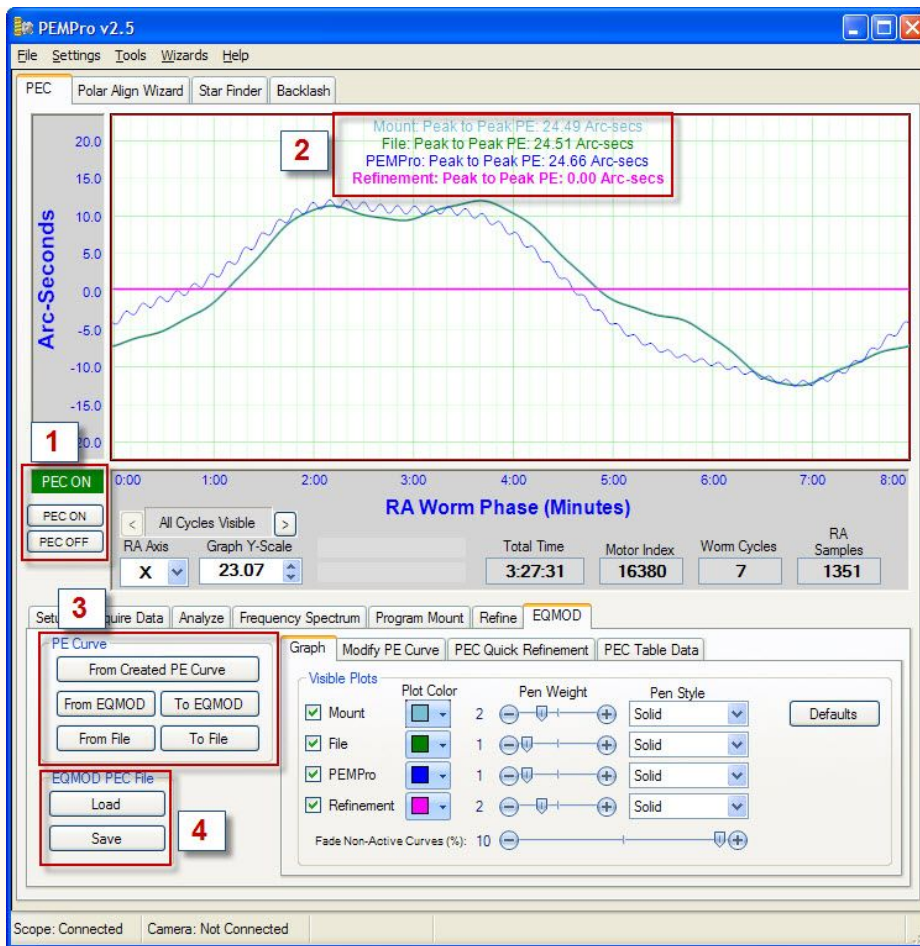 PEMPro v2.5
File Settings Tools Wizards Help
PEC Polar Align Wizard Star Finder Backlash
2
Mount: Peak to Peak PE: 24.49 Arc-secs
File: Peak to Peak PE: 24.51 Arc-secs
PEMPro: Peak to Peak PE: 24.66 Arc-secs
Refinement: Peak to Peak PE: 0.00 Arc-secs
Arc-Seconds
20.0
15.0
10.0
5.0
0.0
-5.0
-10.0
-15.0
20.0
1
PEC ON
PEC ON
PEC OFF
0:00 1:00 2:00 3:00 4:00 5:00 6:00 7:00 8:00
RA Worm Phase (Minutes)
< All Cycles Visible >
RA Axis Graph Y-Scale Total Time Motor Index Worm Cycles RA Samples
X 23.07 3:27:31 16380 7 1351
3
Analyze Frequency Spectrum Program Mount Refine EQMOD
PE Curve
From Created PE Curve
From EQMOD To EQMOD
From File To File
EQMOD PEC File
Load
Save
4
Graph Modify PE Curve PEC Quick Refinement PEC Table Data
Visible Plots
Plot Color Pen Weight Pen Style
Mount 2 Solid Defaults
File 1 Solid
PEMPro 1 Solid
Refinement 2 Solid
Fade Non-Active Curves (%): 10
Scope: Connected Camera: Not Connected